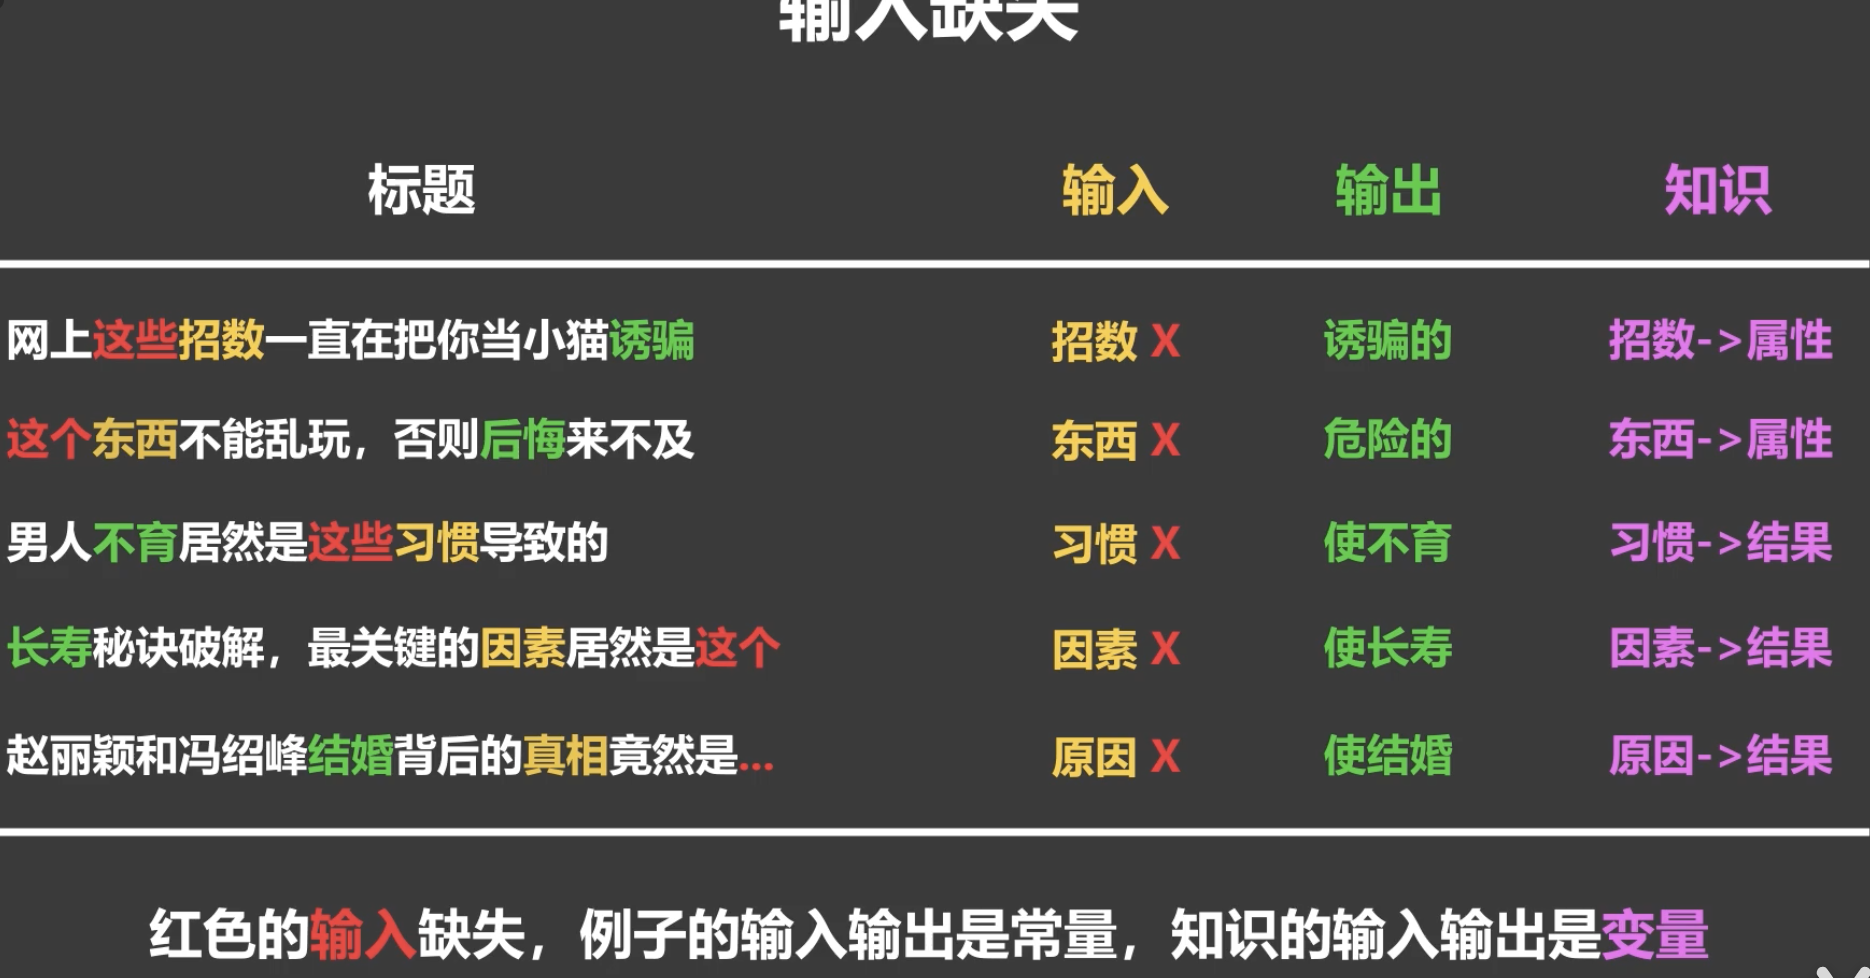 输入缺失
标题 输入 输出 知识
网上这些招数一直在把你当小猫诱骗 招数 X 诱骗的 招数->属性
这个东西不能乱玩，否则后悔来不及 东西 X 危险的 东西->属性
男人不育居然是这些习惯导致的 习惯 X 使不育 习惯->结果
长寿秘诀破解，最关键的因素居然是这个 因素 X 使长寿 因素->结果
赵丽颖和冯绍峰结婚背后的真相竟然是... 原因 X 使结婚 原因->结果
红色的输入缺失，例子的输入输出是常量，知识的输入输出是变量